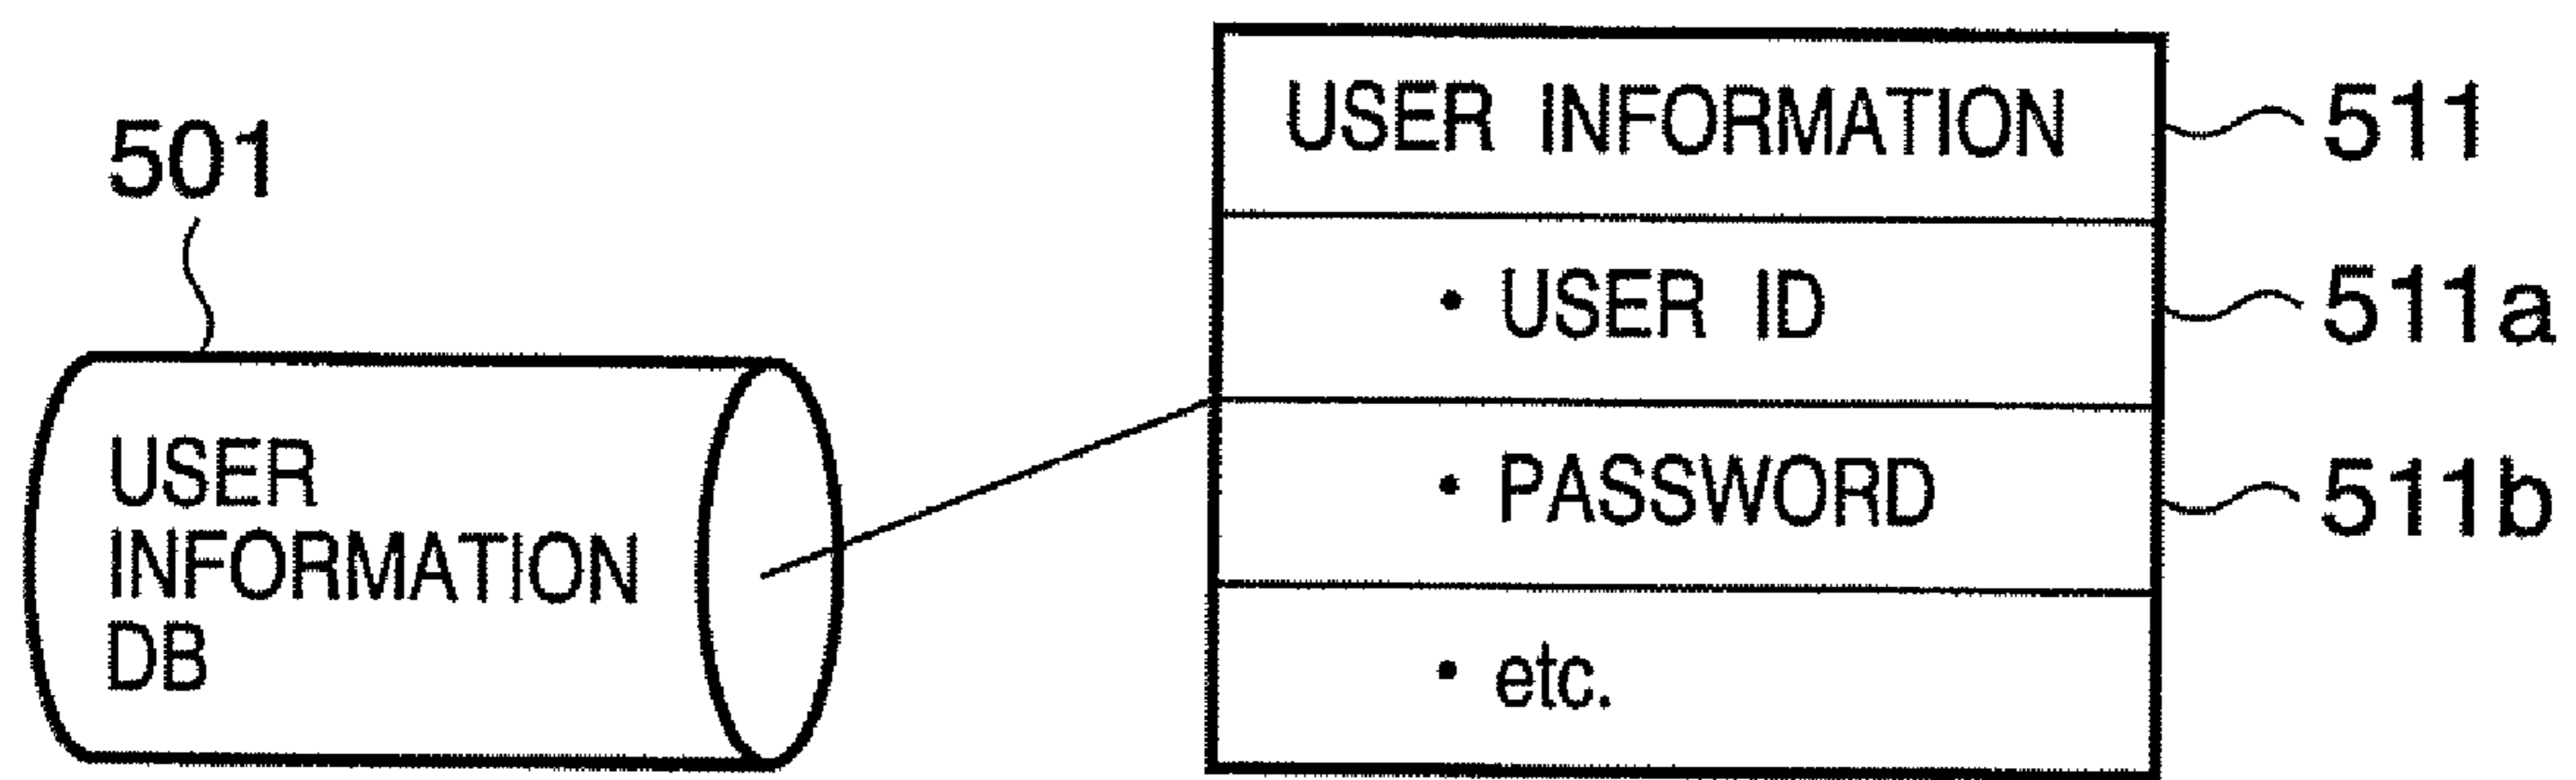 501
USER
INFORMATION
DB
USER INFORMATION
511
• USER ID
511a
• PASSWORD
511b
• etc.